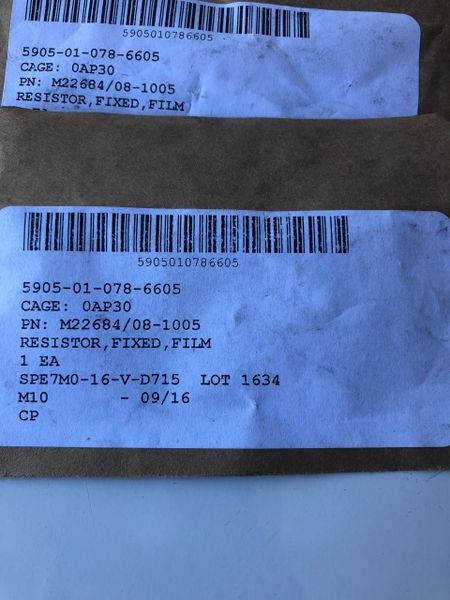 5905010786605
5905-01-078-6605
CAGE: 0AP30
PN: M22684/08-1005
RESISTOR,FIXED,FILM
5905010786605
5905-01-078-6605
CAGE: 0AP30
PN: M22684/08-1005
RESISTOR,FIXED,FILM
1 EA
SPE7M0-16-V-D715 LOT 1634
M10 - 09/16
CP